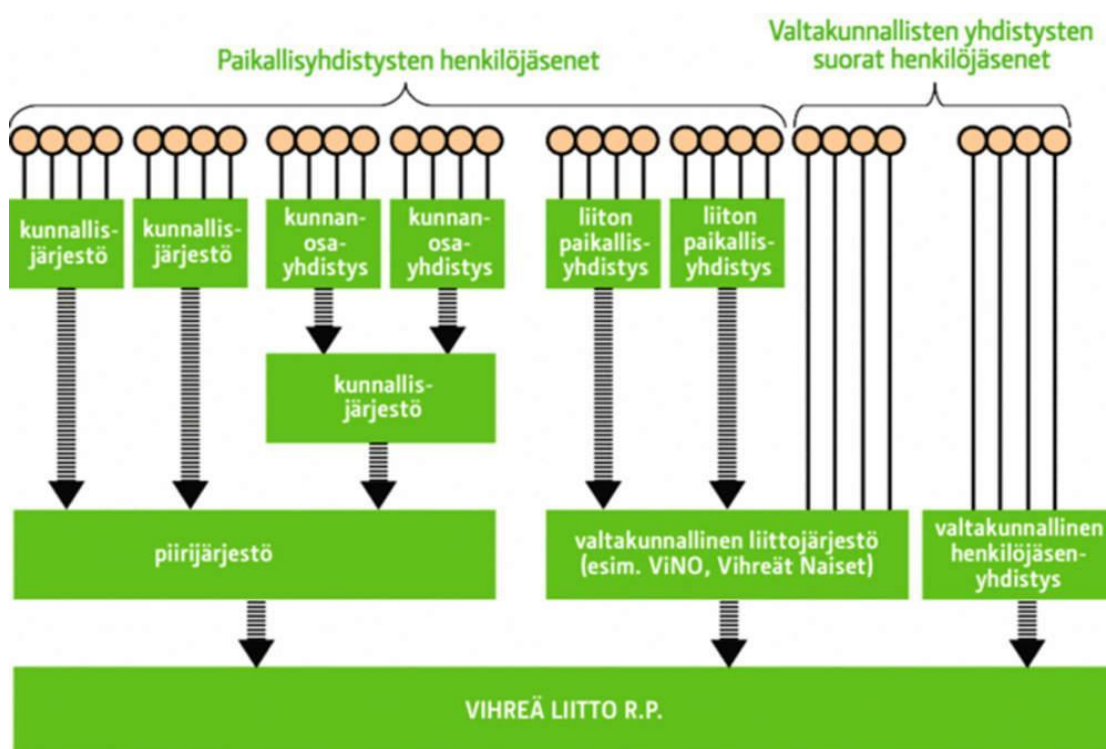 Paikallisyhdistysten henkilöjäsenet
Valtakunnallisten yhdistysten
suorat henkilöjäsenet
kunnallis-
järjestö
kunnallis-
järjestö
kunnan-
osa-
yhdistys
kunnan-
osa-
yhdistys
liiton
paikallis-
yhdistys
liiton
paikallis-
yhdistys
kunnallis-
järjestö
piirijärjestö
valtakunnallinen liittojärjestö
(esim. ViNO, Vihreät Naiset)
valtakunnallinen
henkilöjäsen-
yhdistys
VIHREÄ LIITTO R.P.